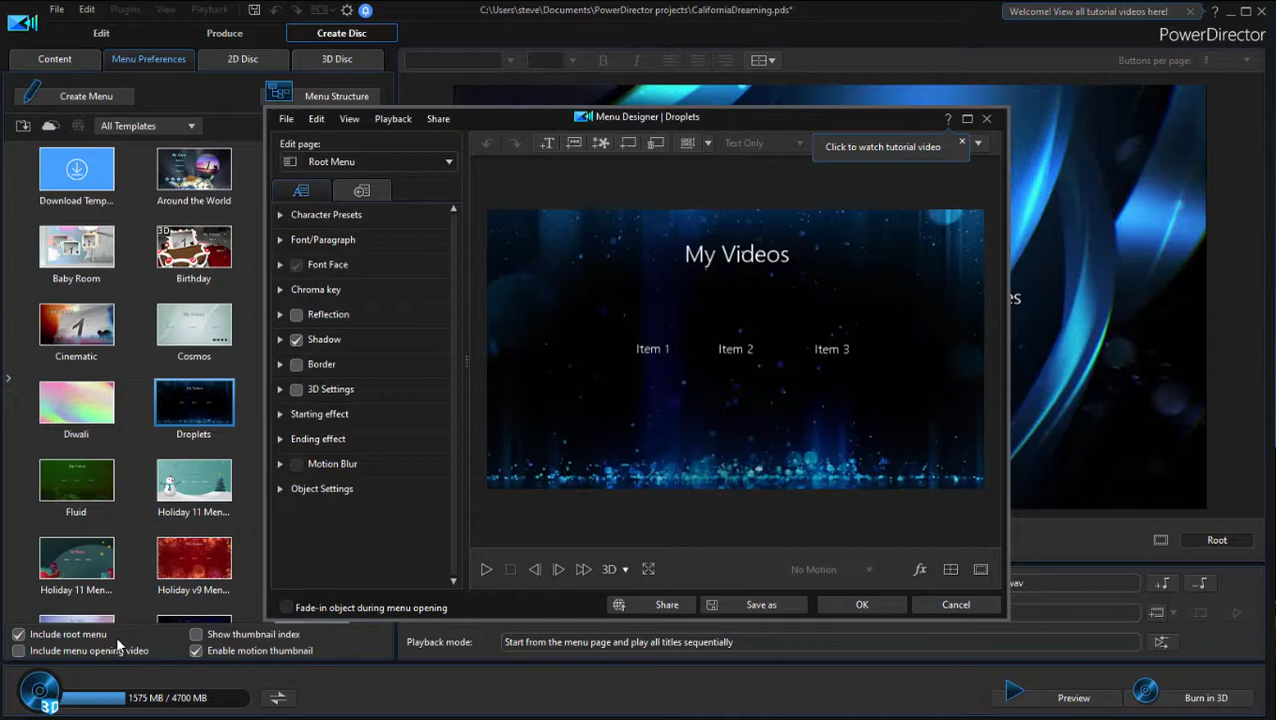 File Edit Plugins View Playback
C:\Users\steve\Documents\PowerDirector projects\CaliforniaDreaming.pds*
Welcome! View all tutorial videos here!
Edit Produce Create Disc
PowerDirector
Content Menu Preferences 2D Disc 3D Disc
Buttons per page: 3
Create Menu
Menu Structure
All Templates
Download Temp...
Around the World
Baby Room
Birthday
Cinematic
Cosmos
Diwali
Droplets
Fluid
Holiday 11 Men...
Holiday 11 Men...
Holiday v9 Men...
Include root menu
Show thumbnail index
Include menu opening video
Enable motion thumbnail
1575 MB / 4700 MB
File Edit View Playback Share
Menu Designer | Droplets
Edit page:
Root Menu
Text Only
Click to watch tutorial video
Character Presets
Font/Paragraph
Font Face
Chroma key
Reflection
Shadow
Border
3D Settings
Starting effect
Ending effect
Motion Blur
Object Settings
My Videos
Item 1 Item 2 Item 3
3D
No Motion
Fade-in object during menu opening
Share Save as OK Cancel
es
Root
wav
Playback mode:
Start from the menu page and play all titles sequentially
Preview
Burn in 3D